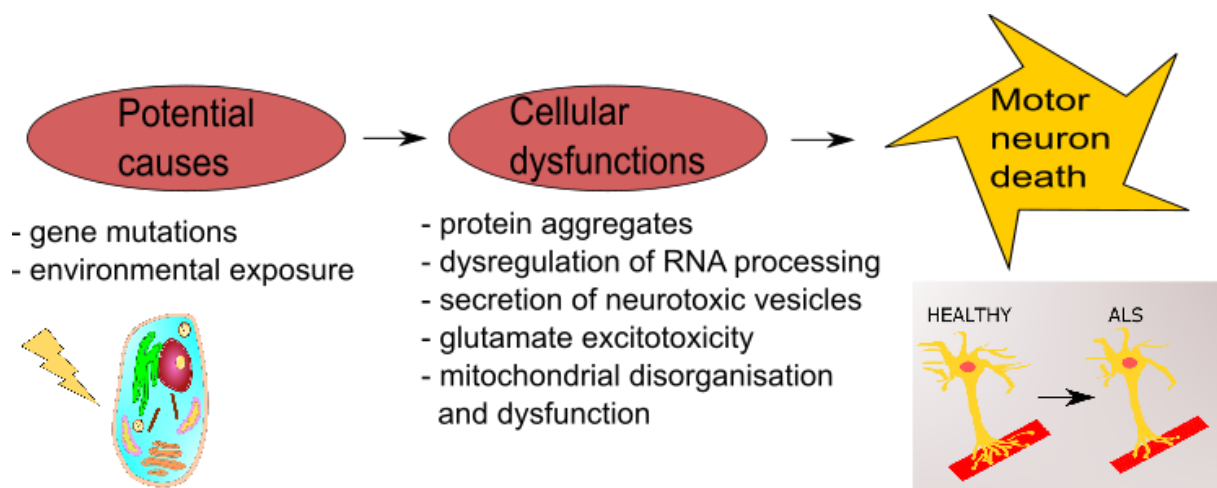 Potential
causes
Cellular
dysfunctions
Motor
neuron
death
- gene mutations
- environmental exposure
- protein aggregates
- dysregulation of RNA processing
- secretion of neurotoxic vesicles
- glutamate excitotoxicity
- mitochondrial disorganisation
and dysfunction
HEALTHY
ALS